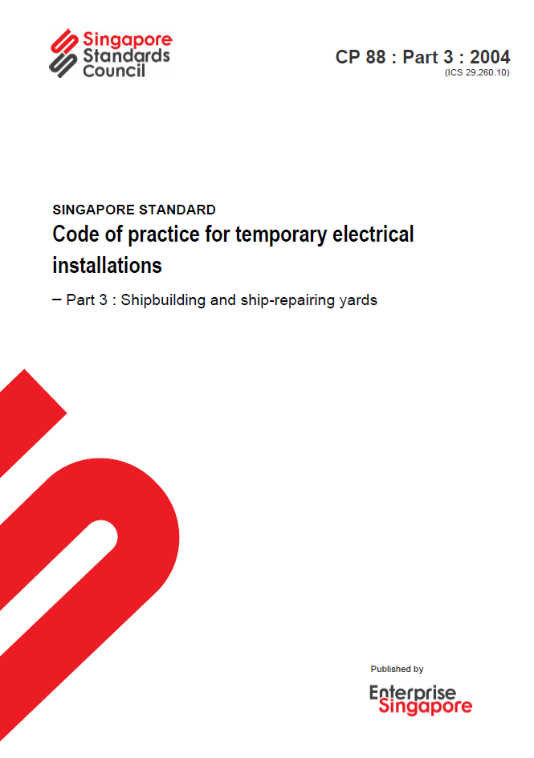 Singapore
Standards
Council
CP 88 : Part 3 : 2004
(ICS 29.260.10)
SINGAPORE STANDARD
Code of practice for temporary electrical
installations
– Part 3 : Shipbuilding and ship-repairing yards
Published by
Enterprise
Singapore